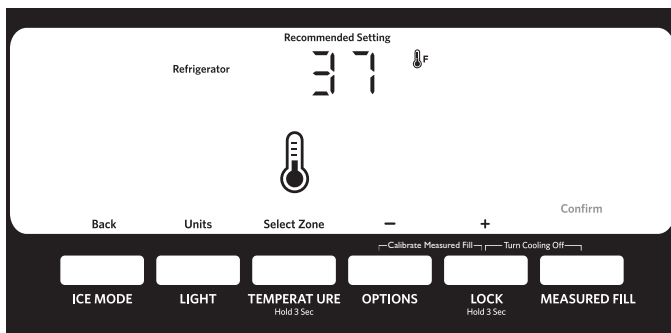 Recommended Setting
Refrigerator 37 F
Back Units Select Zone – + Confirm
Calibrate Measured Fill Turn Cooling Off
ICE MODE LIGHT TEMPERAT URE OPTIONS LOCK MEASURED FILL
Hold 3 Sec Hold 3 Sec